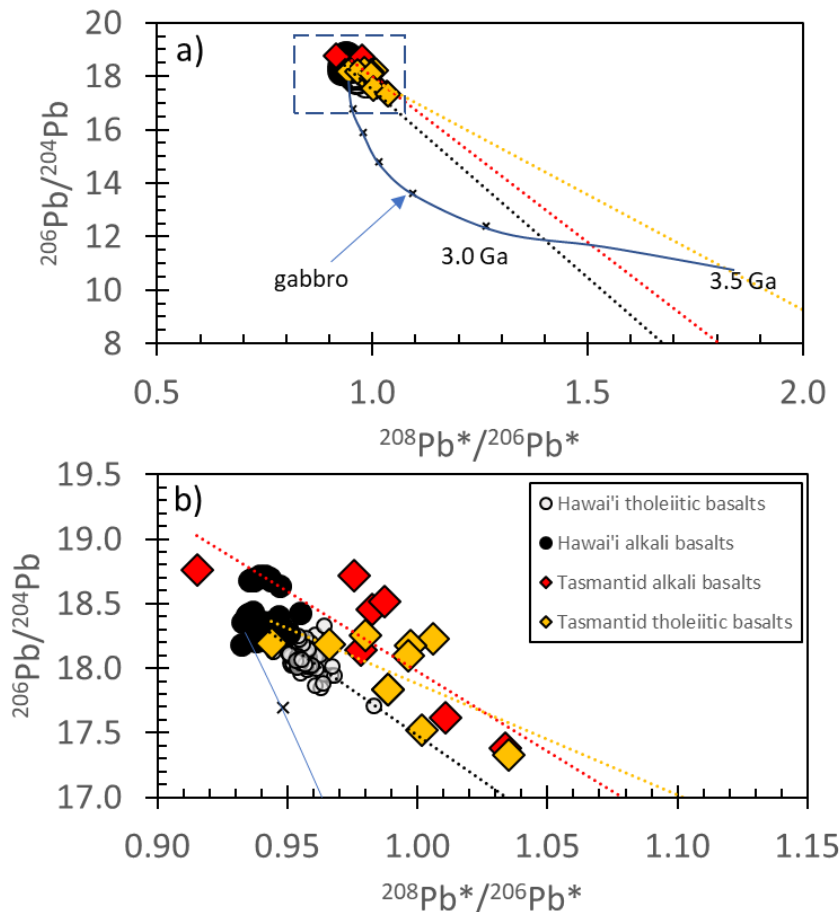 a)
20
18
16
14
12
10
8
206Pb/204Pb
gabbro
3.0 Ga
3.5 Ga
0.5 1.0 1.5 2.0
208Pb*/206Pb*
b)
19.5
19.0
18.5
18.0
17.5
17.0
206Pb/204Pb
Hawai'i tholeiitic basalts
Hawai'i alkali basalts
Tasmantid alkali basalts
Tasmantid tholeiitic basalts
0.90 0.95 1.00 1.05 1.10 1.15
208Pb*/206Pb*